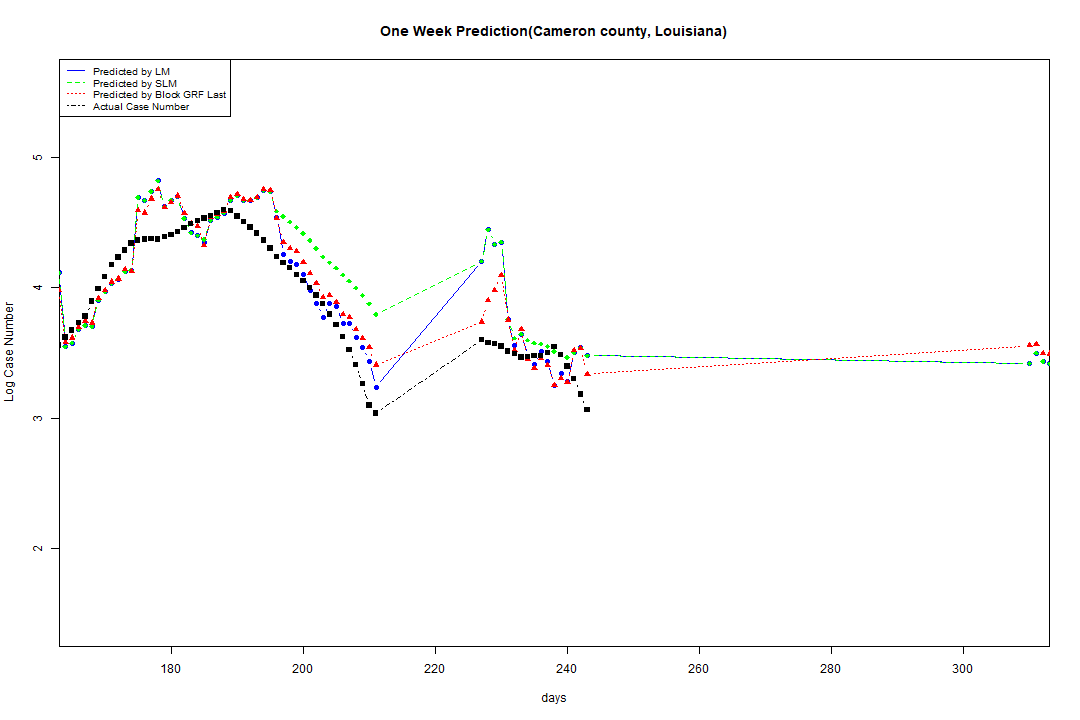 One Week Prediction(Cameron county, Louisiana)
Predicted by LM
Predicted by SLM
Predicted by Block GRF Last
Actual Case Number
5
4
3
2
Log Case Number
180 200 220 240 260 280 300
days